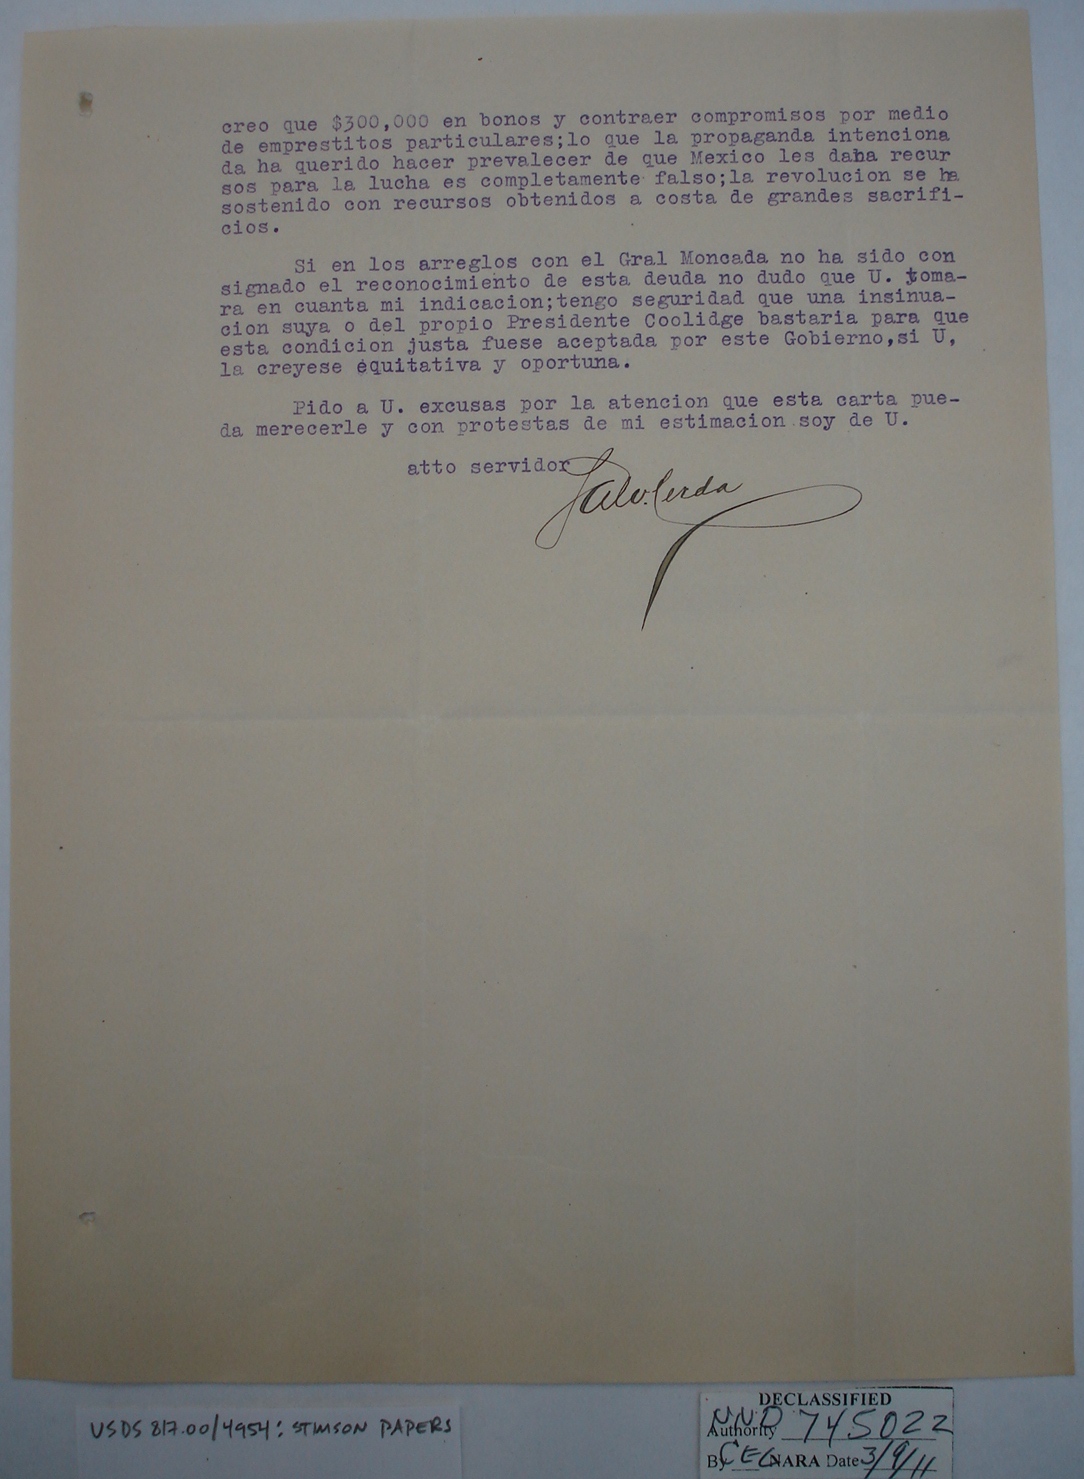 creo que $300,000 en bonos y contraer compromisos por medio
de emprestitos particulares;lo que la propaganda intenciona
da ha querido hacer prevalecer de que Mexico les daba recur
sos para la lucha es completamente falso;la revolucion se ha
sostenido con recursos obtenidos a costa de grandes sacrifi-
cios.
Si en los arreglos con el Gral Moncada no ha sido con
signado el reconocimiento de esta deuda no dudo que U. toma-
ra en cuanta mi indicacion;tengo seguridad que una insinua-
cion suya o del propio Presidente Coolidge bastaria para que
esta condicion justa fuese aceptada por este Gobierno,si U,
la creyese equitativa y oportuna.
Pido a U. excusas por la atencion que esta carta pue-
da merecerle y con protestas de mi estimacion soy de U.
atto servidor
Cerda
USDS 817.00/4954: STIMSON PAPERS
DECLASSIFIED
Authority NND 745022
By CEG NARA Date 3/9/11